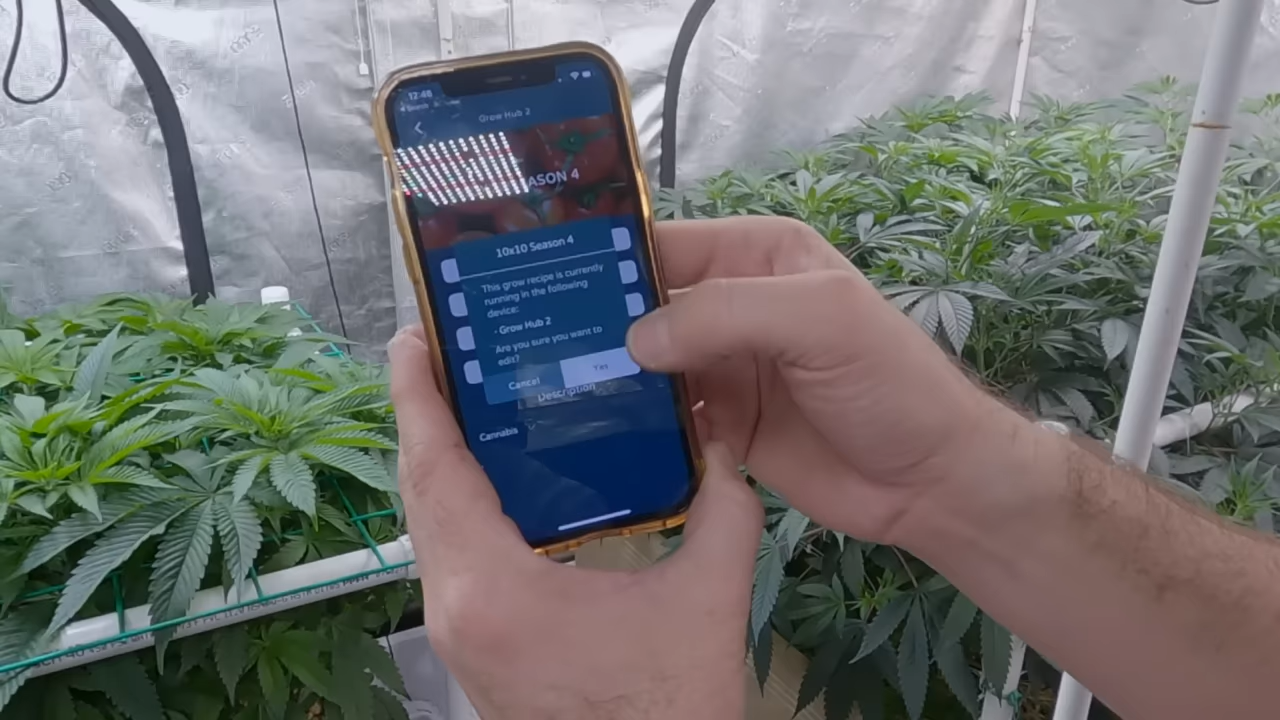 12:48
Grow Hub 2
ASON 4
10x10 Season 4
This grow recipe is currently
running in the following
device:
- Grow Hub 2
Are you sure you want to
edit?
Cancel
Yes
Description
Cannabis